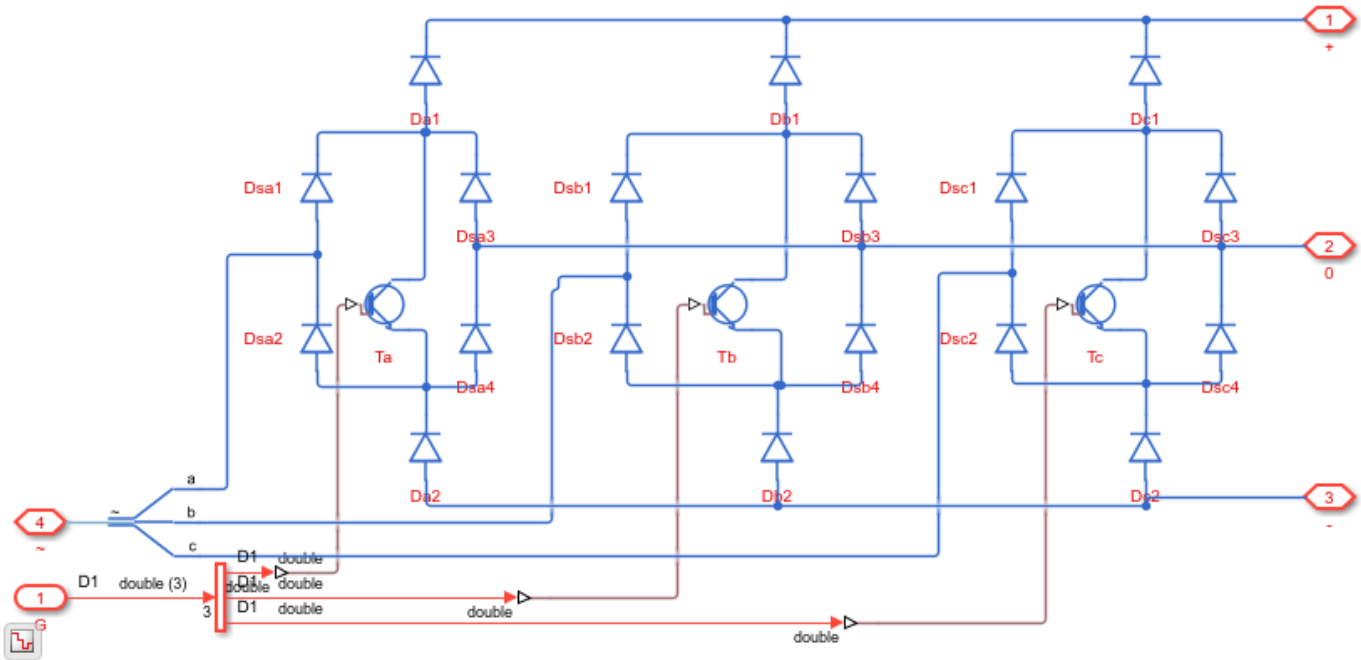 1
+
Da1
Db1
Dc1
Dsa1
Dsb1
Dsc1
Dsa3
Dsb3
Dsc3
2
0
Dsa2
Ta
Dsb2
Tb
Dsc2
Tc
Dsa4
Dsb4
Dsc4
a
Da2
Db2
Dc2
3
-
4
~
~
b
c
D1
double
D1
double (3)
D1
double
double
1
G
3
D1
double
double
double